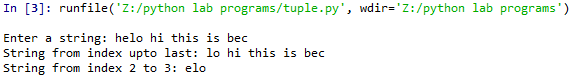 In [3]: runfile('Z:/python lab programs/tuple.py', wdir='Z:/python lab programs')
Enter a string: helo hi this is bec
String from index upto last: lo hi this is bec
String from index 2 to 3: elo